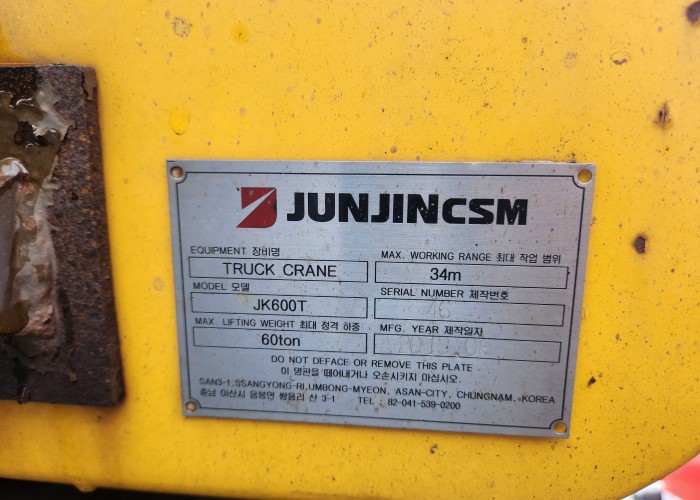 JUNJINCSM
EQUIPMENT 장비명
TRUCK CRANE
MAX. WORKING RANGE 최대 작업 범위
34m
MODEL 모델
JK600T
SERIAL NUMBER 제작번호
46
MAX. LIFTING WEIGHT 최대 정격 하중
60ton
MFG. YEAR 제작일자
DO NOT DEFACE OR REMOVE THIS PLATE
이 명판을 떼어내거나 오손시키지 마십시오.
SAN3-1,SSANGYONG-RI,UMBONG-MYEON, ASAN-CITY, CHUNGNAM, KOREA
충남 아산시 음봉면 쌍용리 산 3-1 TEL : 82-041-539-0200